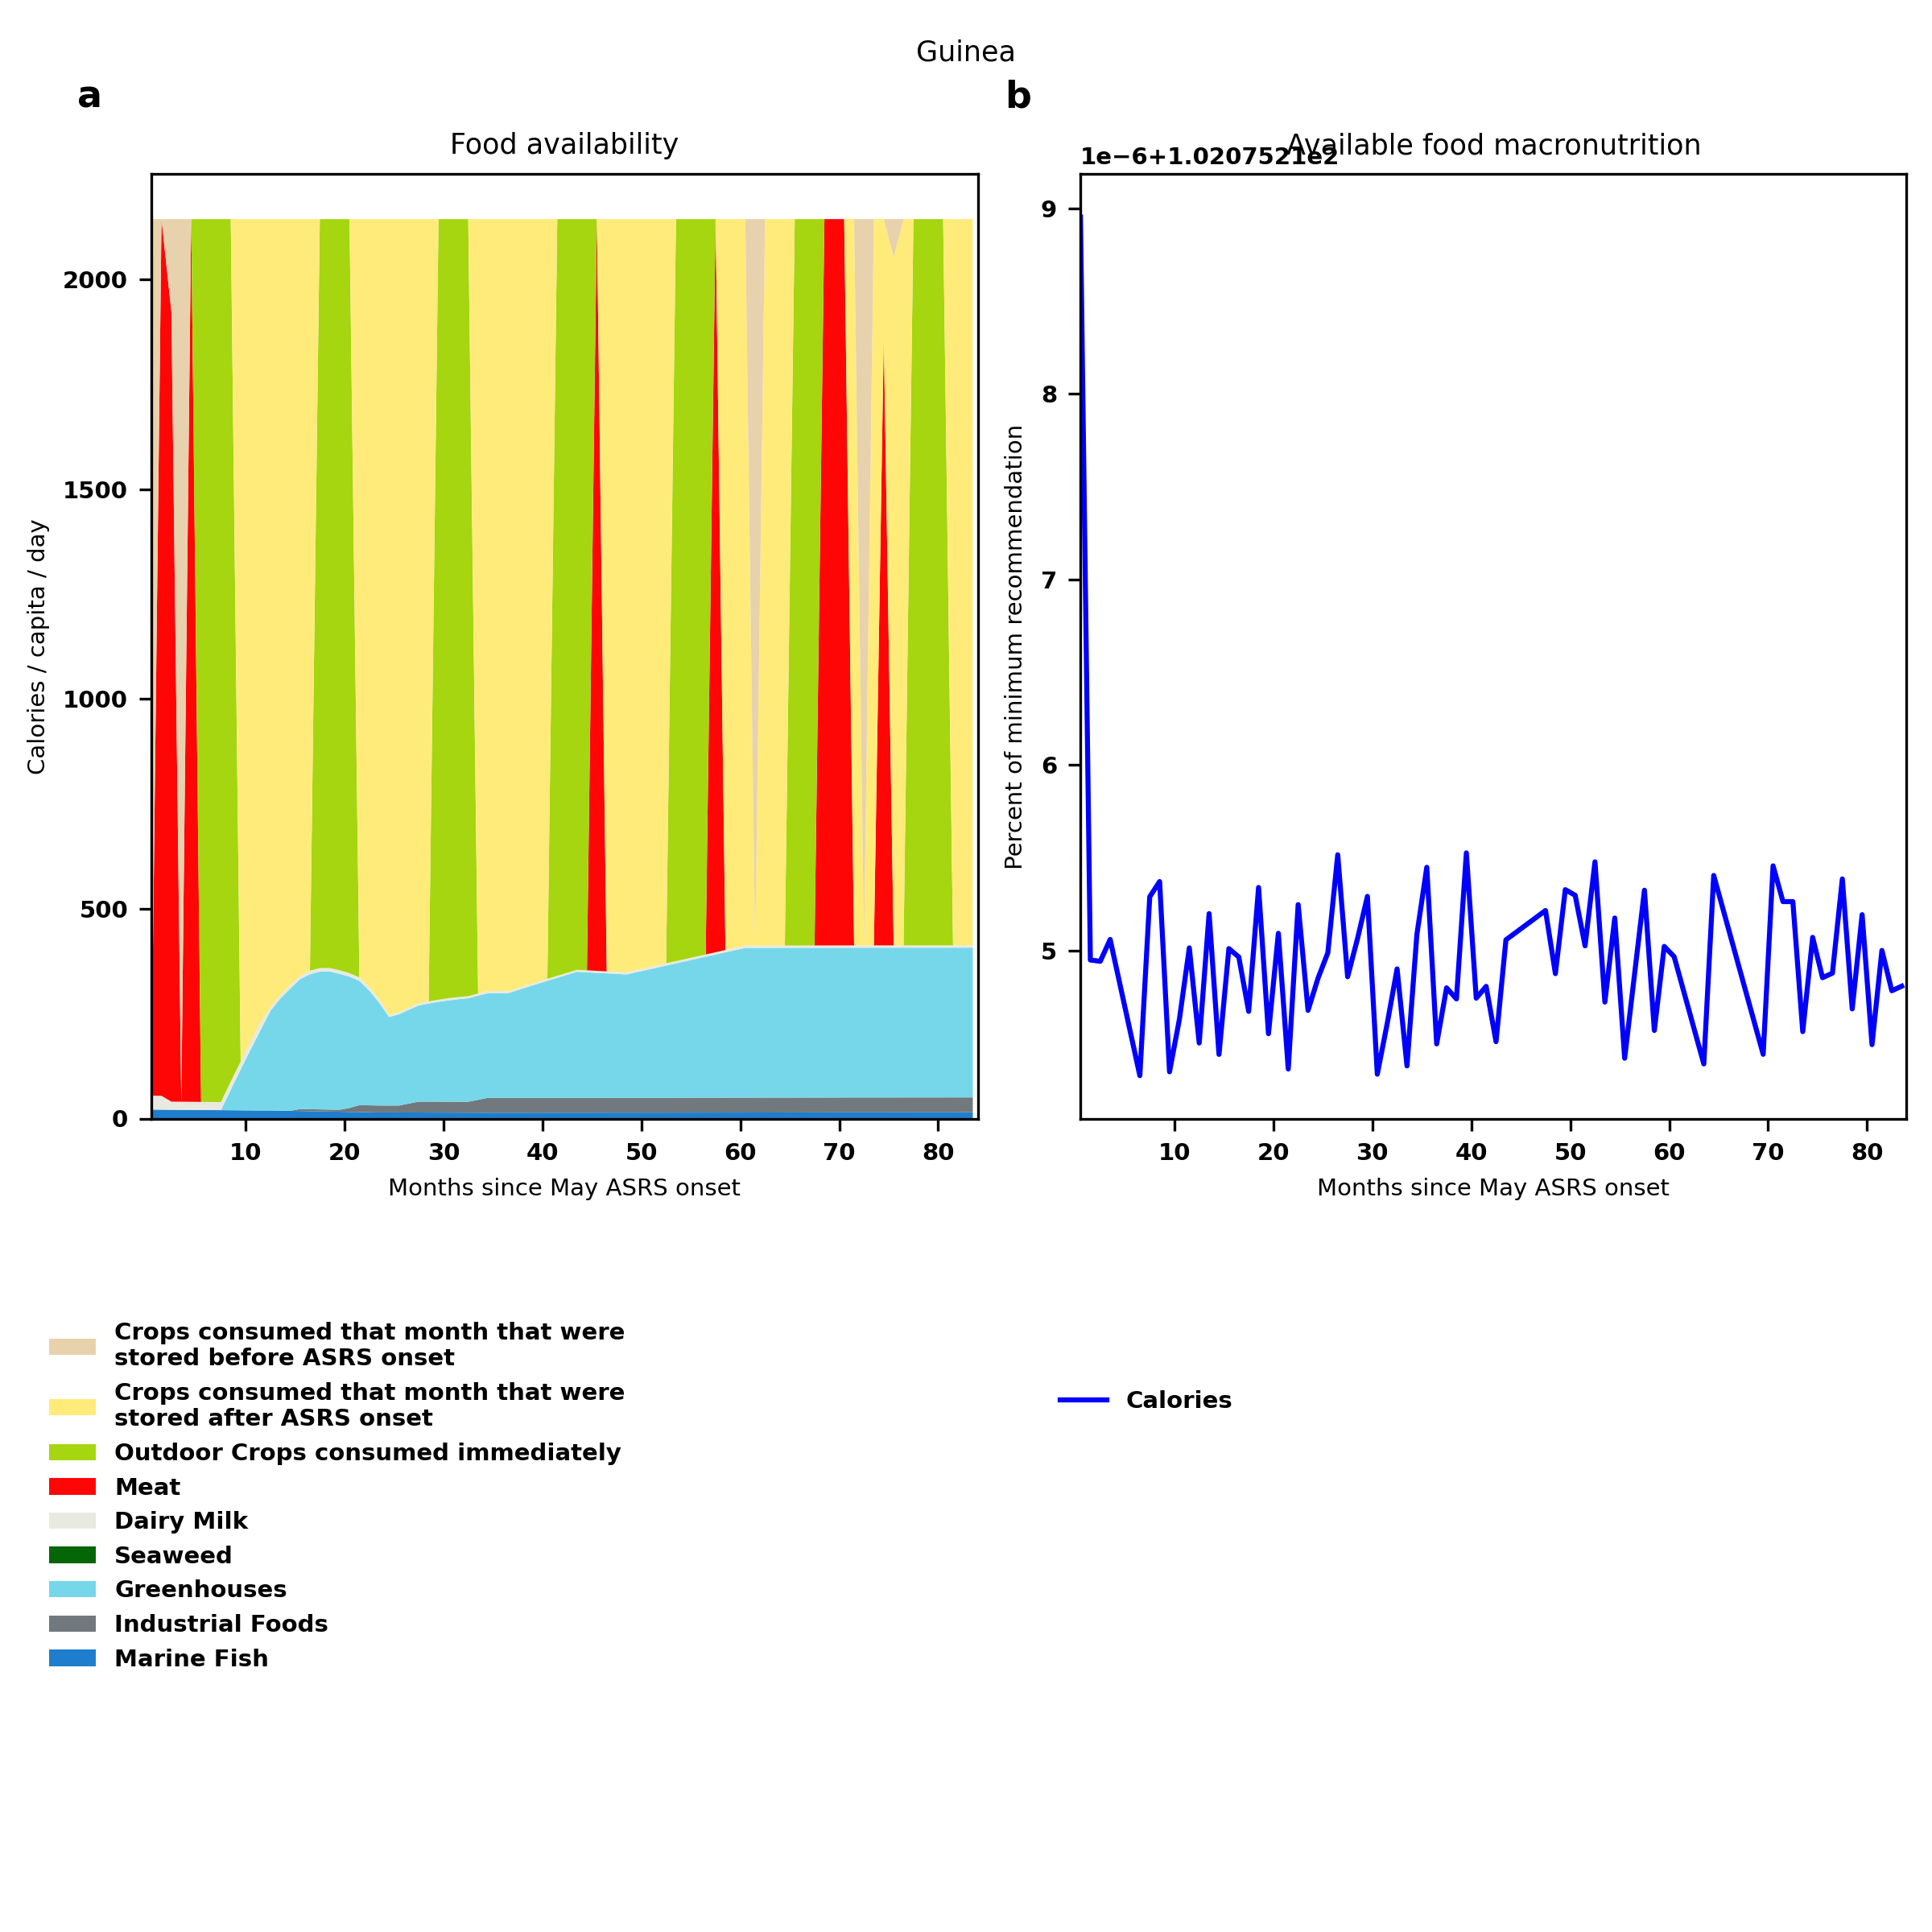 Guinea
a
b
Food availability
Available food macronutrition
1e−6+1.0207521e2
Calories / capita / day
2000
1500
1000
500
0
10 20 30 40 50 60 70 80
Months since May ASRS onset
Percent of minimum recommendation
9
8
7
6
5
10 20 30 40 50 60 70 80
Months since May ASRS onset
Crops consumed that month that were
stored before ASRS onset
Crops consumed that month that were
stored after ASRS onset
Outdoor Crops consumed immediately
Meat
Dairy Milk
Seaweed
Greenhouses
Industrial Foods
Marine Fish
Calories